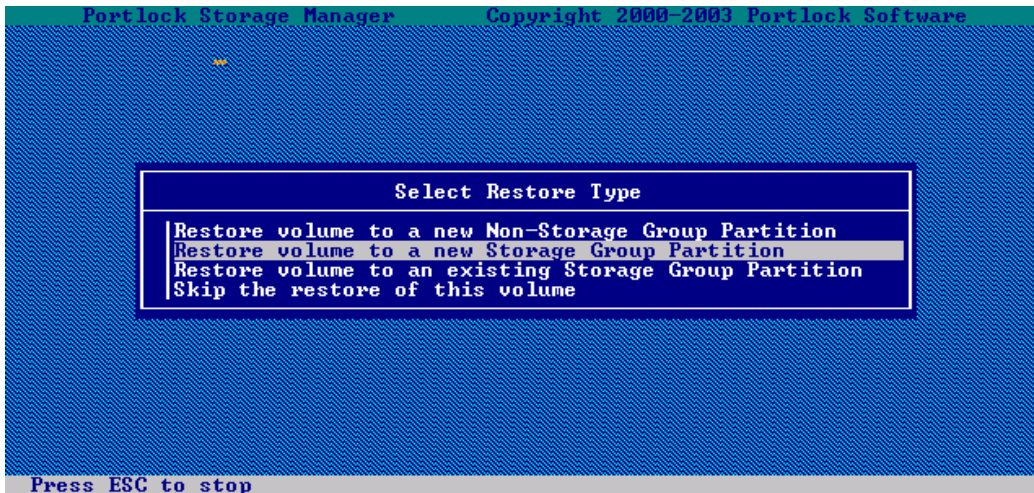 Portlock Storage Manager Copyright 2000-2003 Portlock Software
Select Restore Type
Restore volume to a new Non-Storage Group Partition
Restore volume to a new Storage Group Partition
Restore volume to an existing Storage Group Partition
Skip the restore of this volume
Press ESC to stop